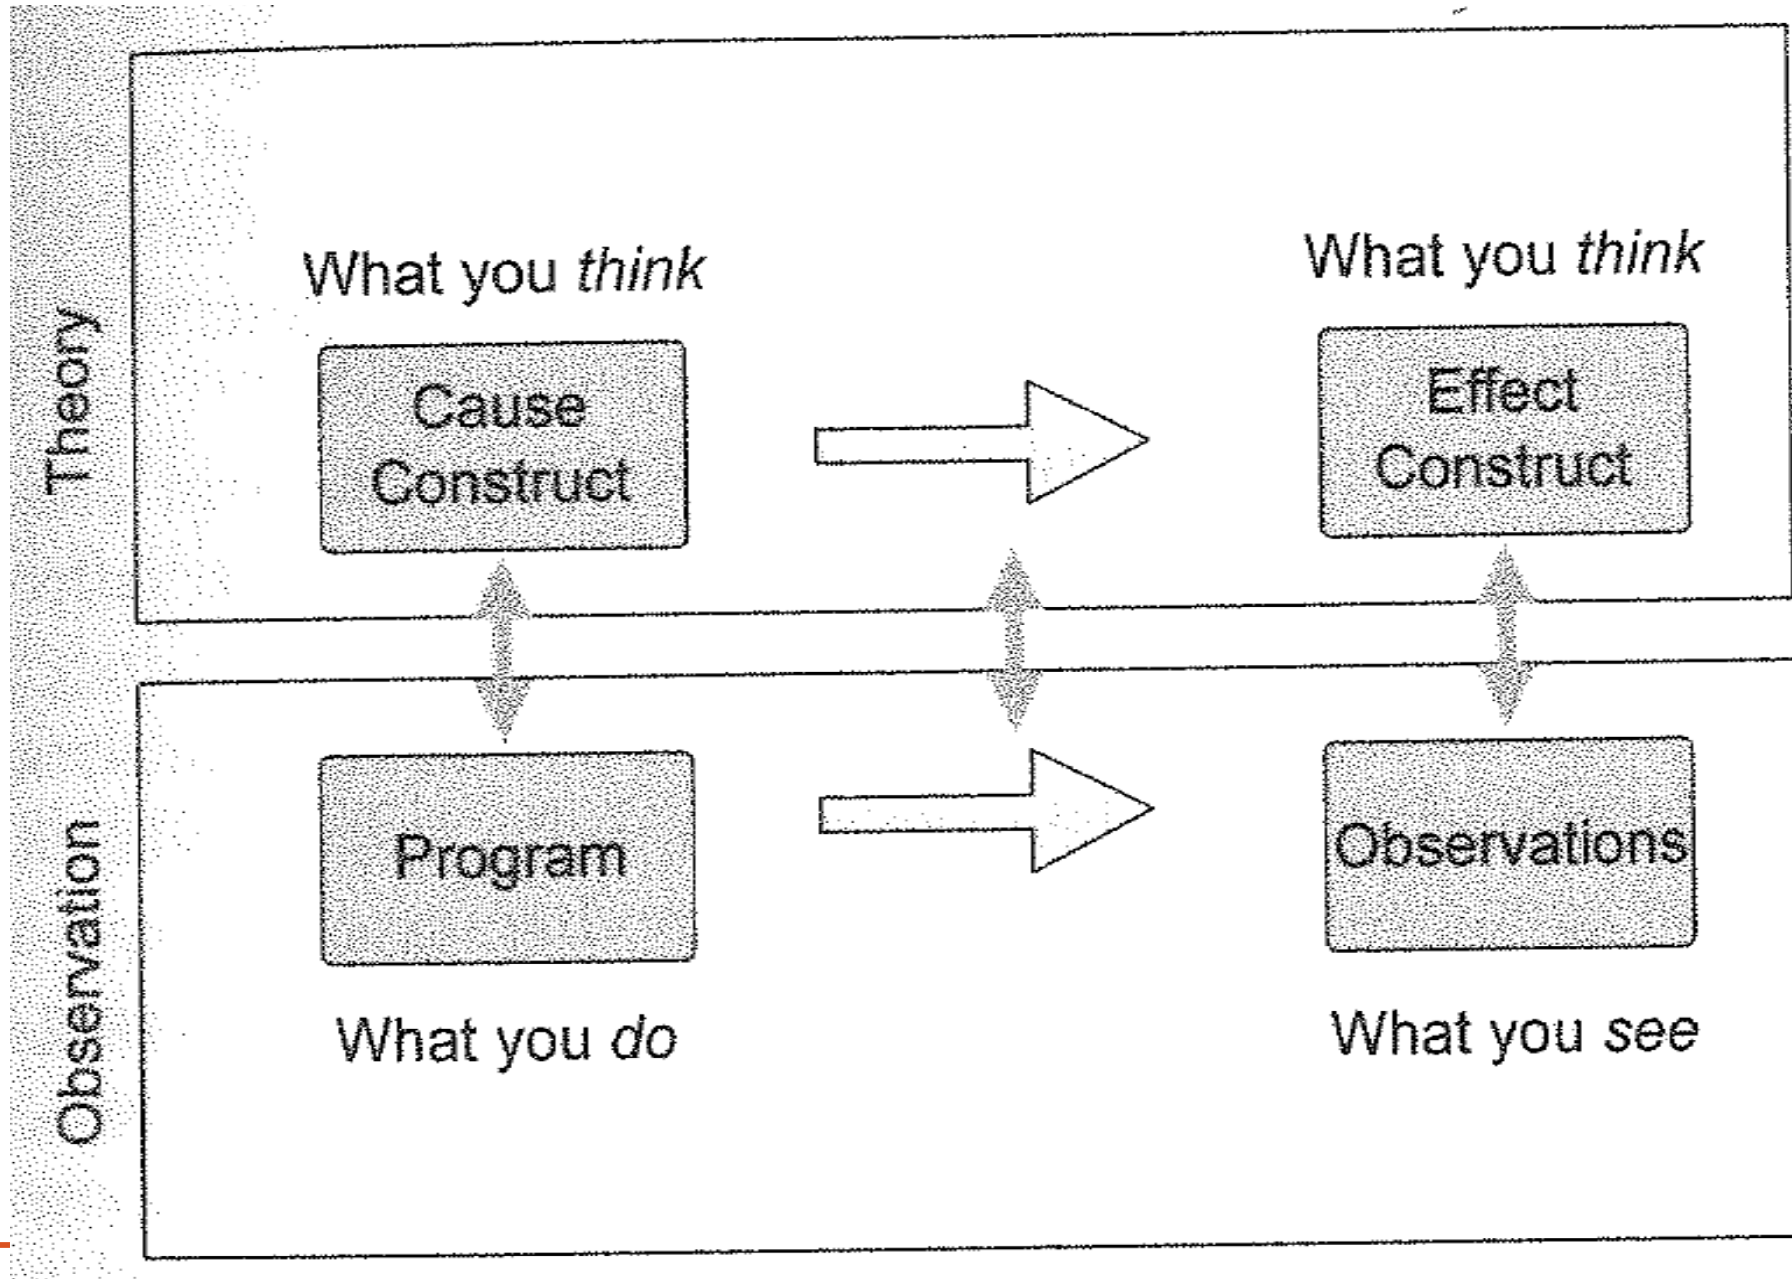 Theory
What you think
What you think
Cause
Construct
Effect
Construct
Observation
Program
Observations
What you do
What you see